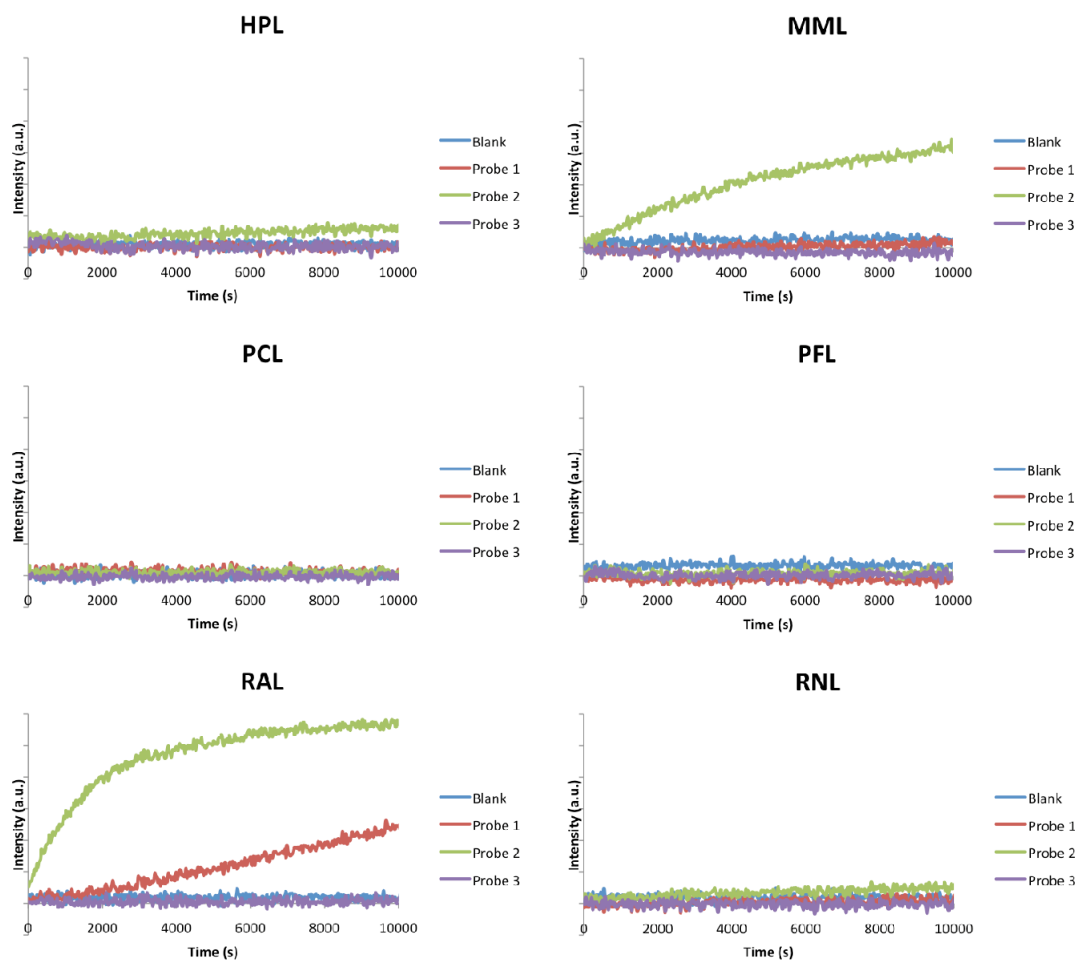 HPL
Intensity (a.u.)
Blank
Probe 1
Probe 2
Probe 3
0 2000 4000 6000 8000 10000
Time (s)
MML
Intensity (a.u.)
Blank
Probe 1
Probe 2
Probe 3
0 2000 4000 6000 8000 10000
Time (s)
PCL
Intensity (a.u.)
Blank
Probe 1
Probe 2
Probe 3
0 2000 4000 6000 8000 10000
Time (s)
PFL
Intensity (a.u.)
Blank
Probe 1
Probe 2
Probe 3
0 2000 4000 6000 8000 10000
Time (s)
RAL
Intensity (a.u.)
Blank
Probe 1
Probe 2
Probe 3
0 2000 4000 6000 8000 10000
Time (s)
RNL
Intensity (a.u.)
Blank
Probe 1
Probe 2
Probe 3
0 2000 4000 6000 8000 10000
Time (s)